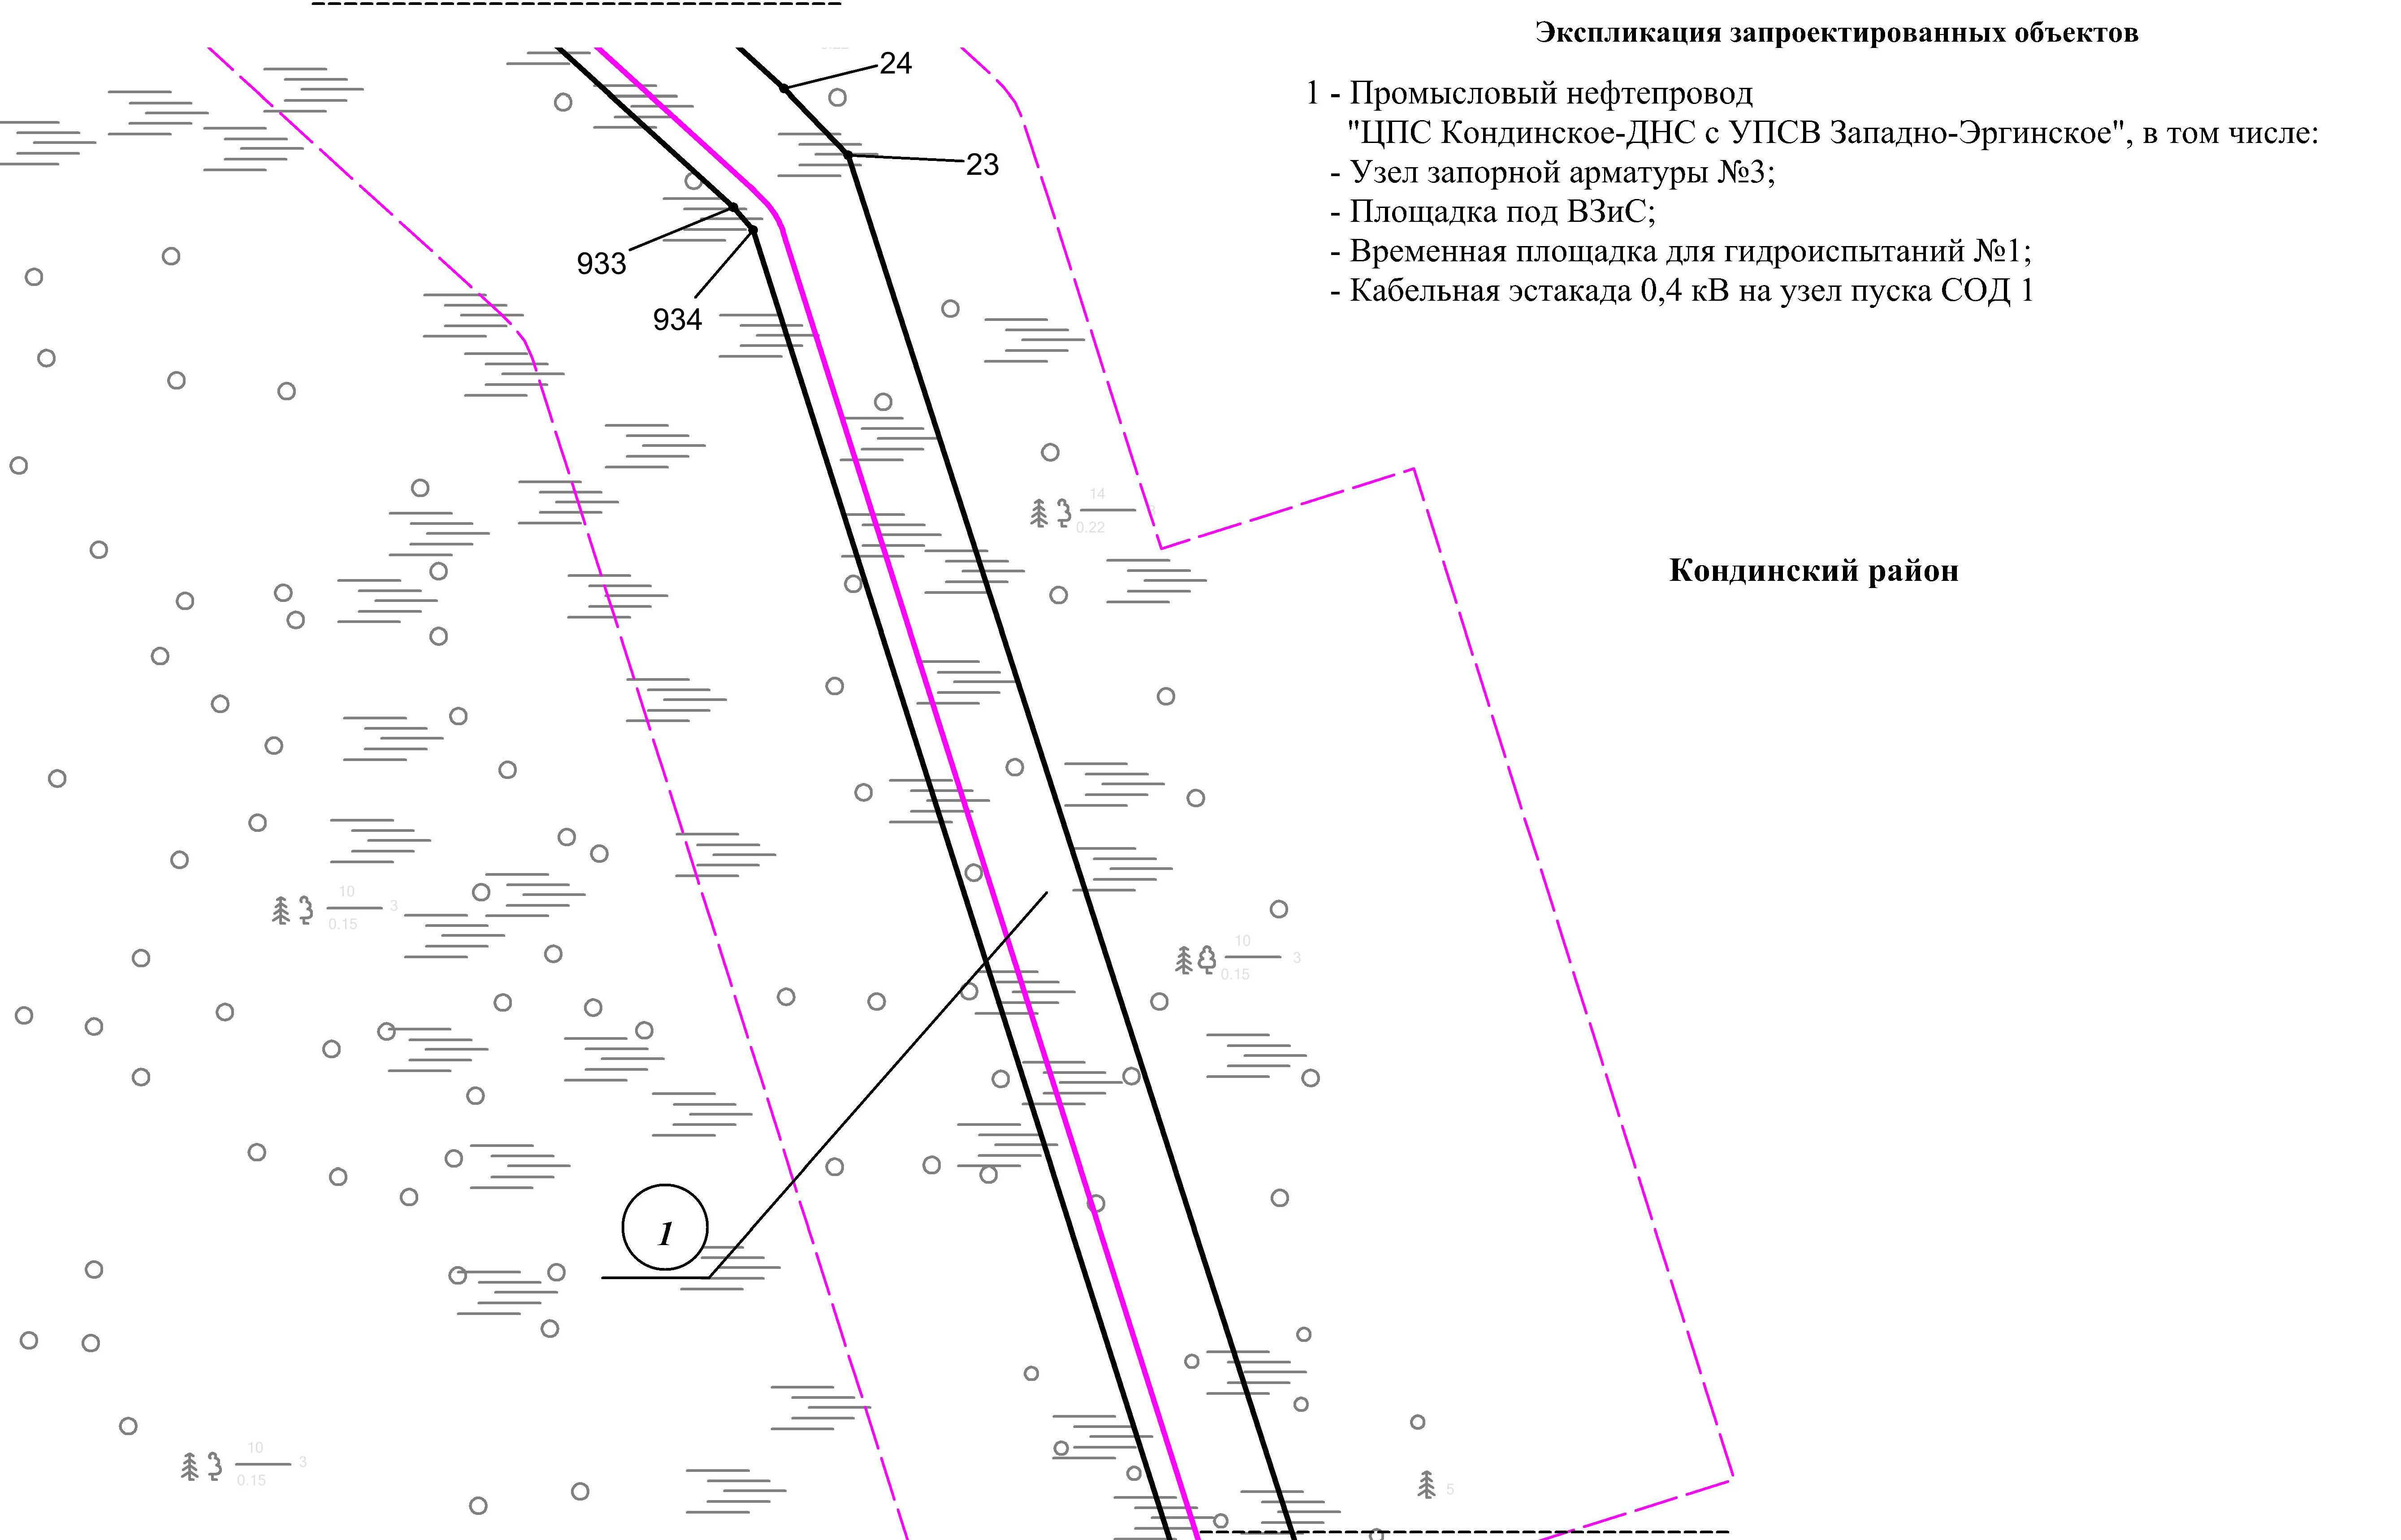 Экспликация запроектированных объектов
1 - Промысловый нефтепровод
"ЦПС Кондинское-ДНС с УПСВ Западно-Эргинское", в том числе:
- Узел запорной арматуры №3;
- Площадка под ВЗиС;
- Временная площадка для гидроиспытаний №1;
- Кабельная эстакада 0,4 кВ на узел пуска СОД 1
24
23
933
934
14
0.22
Кондинский район
10
3
0.15
10
3
0.15
1
10
3
0.15
5